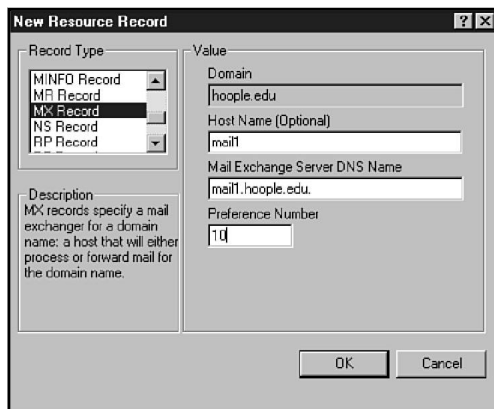 New Resource Record
Record Type
MINFO Record
MR Record
MX Record
NS Record
RP Record
Description
MX records specify a mail
exchanger for a domain
name: a host that will either
process or forward mail for
the domain name.
Value
Domain
hoople.edu
Host Name (Optional)
mail1
Mail Exchange Server DNS Name
mail1.hoople.edu.
Preference Number
10
OK
Cancel